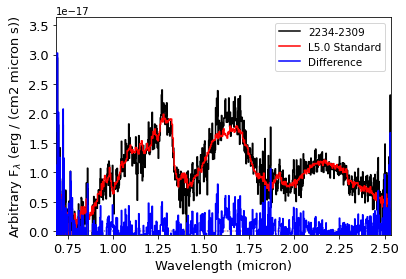 1e−17
3.5
3.0
2.5
2.0
1.5
1.0
0.5
0.0
Arbitrary Fλ (erg / (cm2 micron s))
2234-2309
L5.0 Standard
Difference
0.75 1.00 1.25 1.50 1.75 2.00 2.25 2.50
Wavelength (micron)